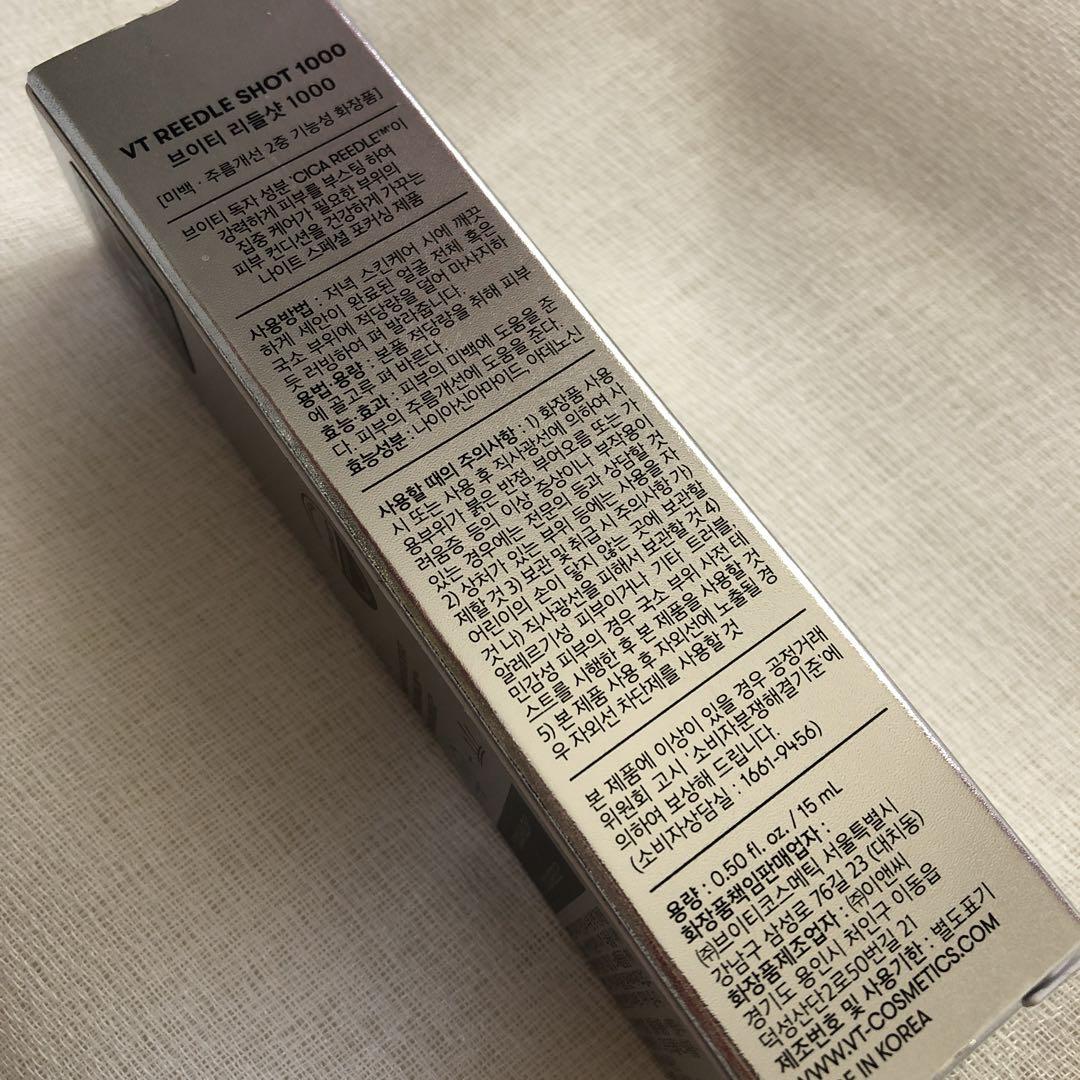 VT REEDLE SHOT 1000
브이티 리들샷 1000
[미백 · 주름개선 2중 기능성 화장품]
브이티 독자 성분 'CICA REEDLE™'이
강력하게 피부를 부스팅 하여
집중 케어가 필요한 부위의
피부 컨디션을 건강하게 가꾸는
나이트 스페셜 포커싱 제품
사용방법 : 저녁 스킨케어 시에 깨끗
하게 세안이 완료된 얼굴 전체 혹은
국소 부위에 적당량을 덜어 마사지하
듯 러빙하여 펴 발라줍니다.
용법·용량 : 본품 적당량을 취해 피부
에 골고루 펴 바른다.
효능·효과 : 피부의 미백에 도움을 준
다. 피부의 주름개선에 도움을 준다.
효능성분 : 나이아신아마이드, 아데노신
사용할 때의 주의사항 : 1) 화장품 사용
시 또는 사용 후 직사광선에 의하여 사
용부위가 붉은 반점, 부어오름 또는 가
려움증 등의 이상 증상이나 부작용이
있는 경우에는 전문의 등과 상담할 것
2) 상처가 있는 부위 등에는 사용을 자
제할 것 3) 보관 및 취급 시 주의사항 가)
어린이의 손이 닿지 않는 곳에 보관할
것 나) 직사광선을 피해서 보관할 것 4)
알레르기성 피부이거나 기타 트러블
민감성 피부의 경우 국소 부위 사전 테
스트를 시행한 후 본 제품을 사용할 것
5) 본 제품 사용 후 자외선에 노출될 경
우 자외선 차단제를 사용할 것
본 제품에 이상이 있을 경우 공정거래
위원회 고시 '소비자분쟁해결기준'에
의하여 보상해 드립니다.
(소비자상담실 : 1661-9456)
용량 : 0.50 fl. oz. / 15 mL
화장품책임판매업자 :
㈜브이티코스메틱 서울특별시
강남구 삼성로 76길 23 (대치동)
화장품제조업자 : ㈜이앤씨
경기도 용인시 처인구 이동읍
덕성산단2로50번길 21
제조번호 및 사용기한 : 별도표기
WWW.VT-COSMETICS.COM
IN KOREA